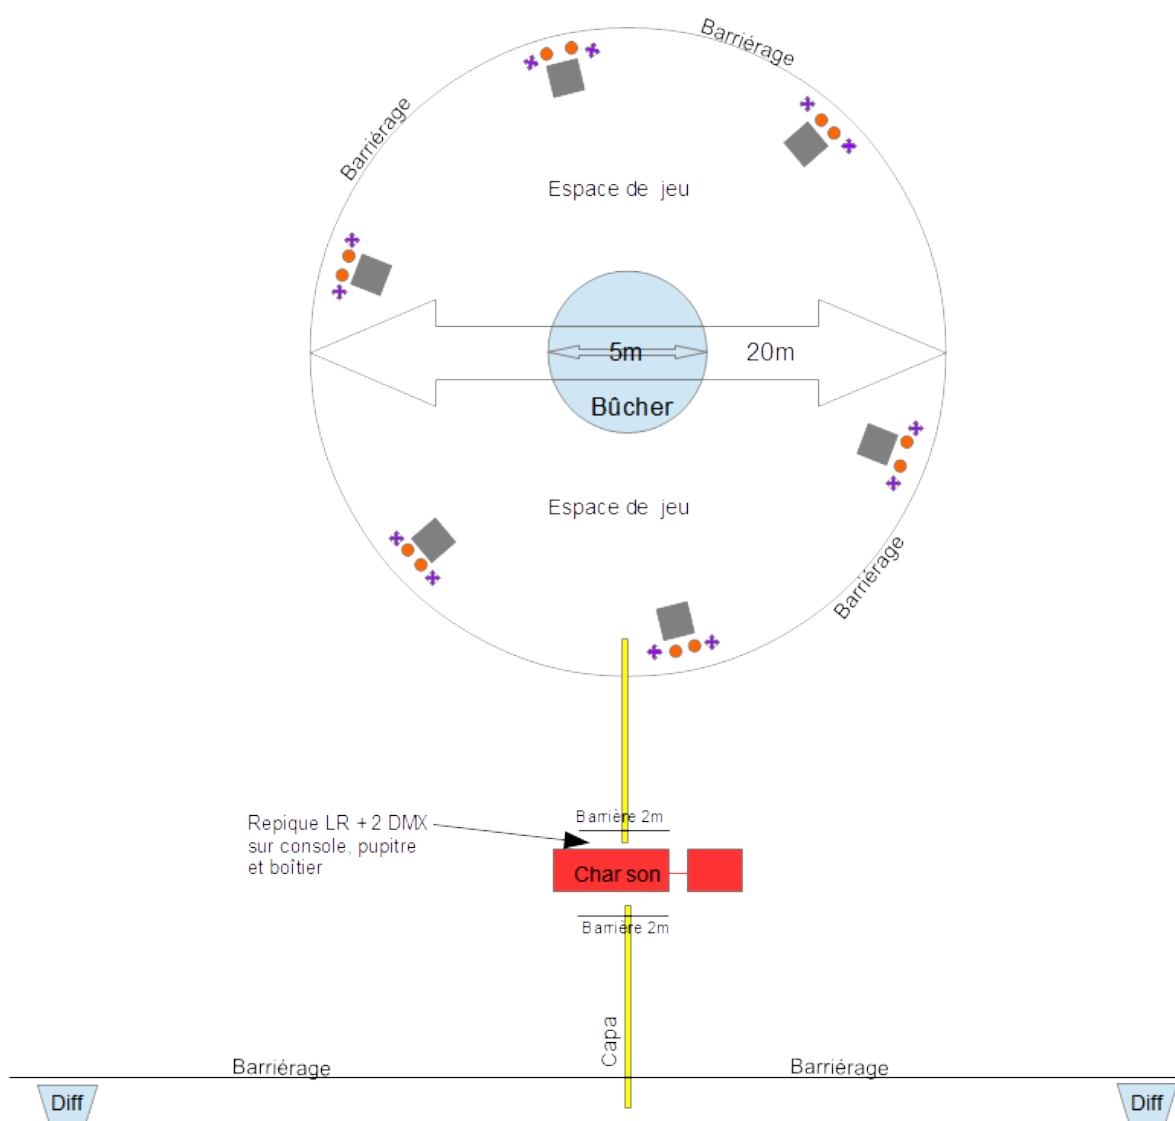 Barriérage
Barriérage
Espace de jeu
5m
20m
Bûcher
Espace de jeu
Barriérage
Repique LR + 2 DMX
sur console, pupitre
et boîtier
Barrière 2m
Char son
Barrière 2m
Capa
Barriérage
Barriérage
Diff
Diff